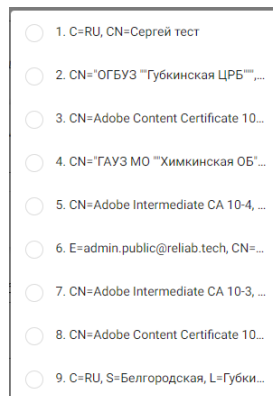 1. C=RU, CN=Сергей тест
2. CN="ОГБУЗ ""Губкинская ЦРБ""",...
3. CN=Adobe Content Certificate 10...
4. CN="ГАУЗ МО ""Химкинская ОБ"...
5. CN=Adobe Intermediate CA 10-4, ...
6. E=admin.public@reliab.tech, CN=...
7. CN=Adobe Intermediate CA 10-3, ...
8. CN=Adobe Content Certificate 10...
9. C=RU, S=Белгородская, L=Губки...